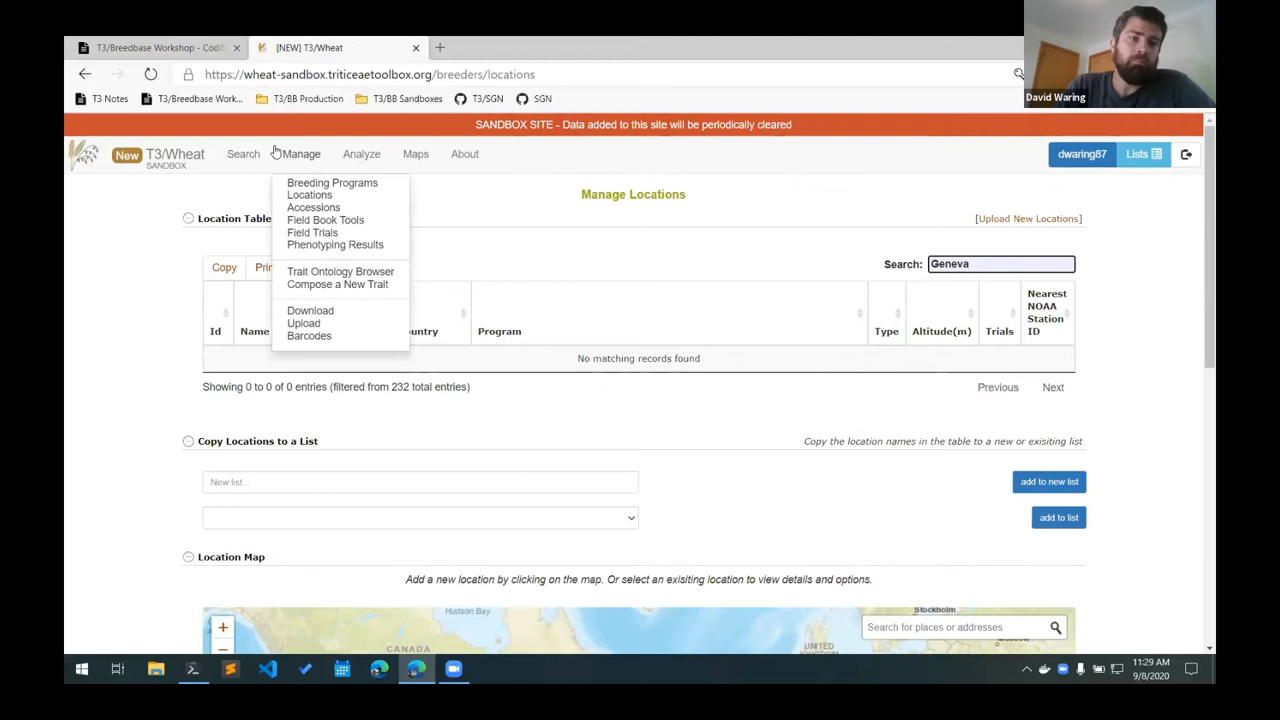 T3/Breedbase Workshop - CodiM
[NEW] T3/Wheat
https://wheat-sandbox.triticeaetoolbox.org/breeders/locations
David Waring
T3 Notes
T3/Breedbase Work...
T3/BB Production
T3/BB Sandboxes
T3/SGN
SGN
SANDBOX SITE - Data added to this site will be periodically cleared
New T3/Wheat
SANDBOX
Search
Manage
Analyze
Maps
About
dwaring87
Lists
Breeding Programs
Locations
Accessions
Field Book Tools
Field Trials
Phenotyping Results
Trait Ontology Browser
Compose a New Trait
Download
Upload
Barcodes
Manage Locations
Location Table
[Upload New Locations]
Copy
Search: Geneva
Id
Name
Program
Type
Altitude(m)
Trials
Nearest
NOAA
Station
ID
No matching records found
Showing 0 to 0 of 0 entries (filtered from 232 total entries)
Previous
Next
Copy Locations to a List
Copy the location names in the table to a new or exisiting list
New list...
add to new list
add to list
Location Map
Add a new location by clicking on the map. Or select an exisiting location to view details and options.
+
Hudson Bay
CANADA
UNITED
Stockholm
Search for places or addresses
11:29 AM
9/8/2020